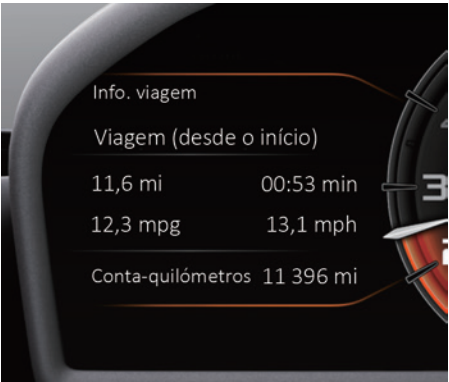 Info. viagem
Viagem (desde o início)
11,6 mi 00:53 min
12,3 mpg 13,1 mph
Conta-quilómetros 11 396 mi
3